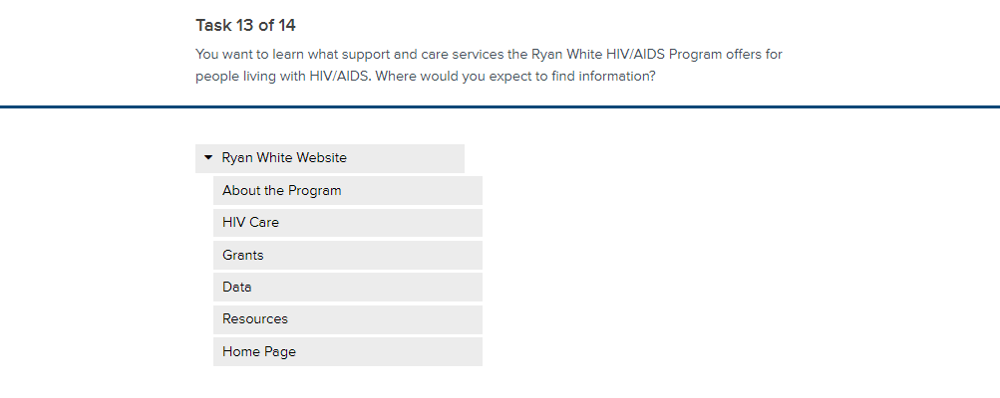 Task 13 of 14
You want to learn what support and care services the Ryan White HIV/AIDS Program offers for
people living with HIV/AIDS. Where would you expect to find information?
Ryan White Website
About the Program
HIV Care
Grants
Data
Resources
Home Page